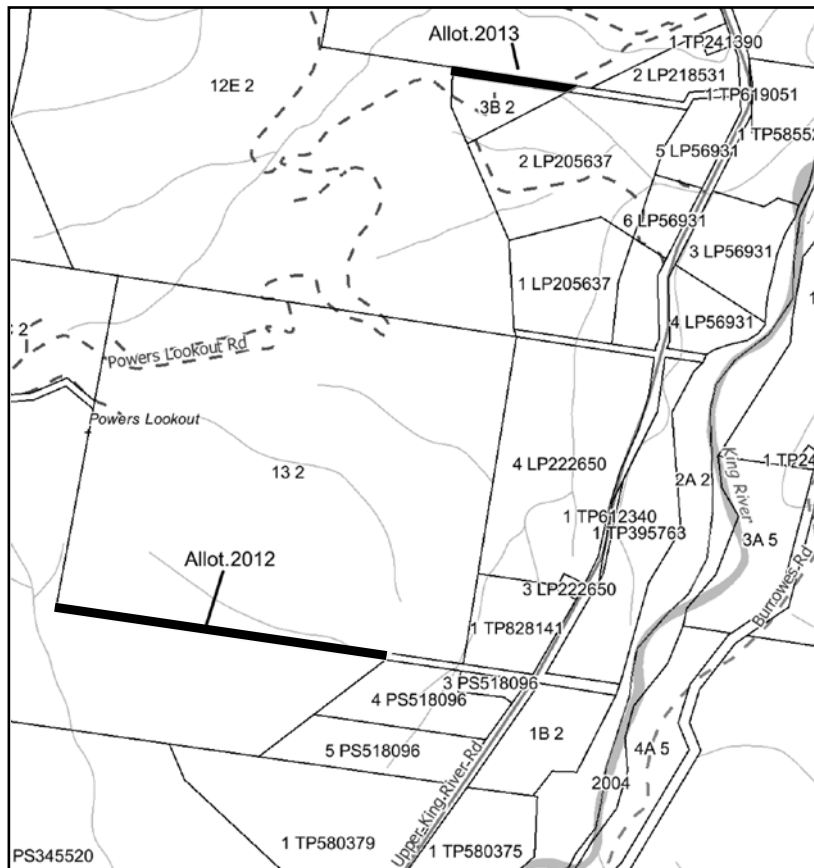 Allot.2013
1 TP241390
12E 2
2 LP218531
3B 2
1 TP619051
1 TP5855
2 LP205637
5 LP56931
6 LP56931
3 LP56931
1 LP205637
1
4 LP56931
2
Powers Lookout Rd
Powers Lookout
13 2
4 LP222650
2A 2
King River
1 TP24
1 TP612340
1 TP395763
3A 5
Allot.2012
3 LP222650
Burrowes Rd
1 TP828141
3 PS518096
4 PS518096
5 PS518096
1B 2
4A 5
Upper King River Rd
2004
PS345520
1 TP580379
1 TP580375